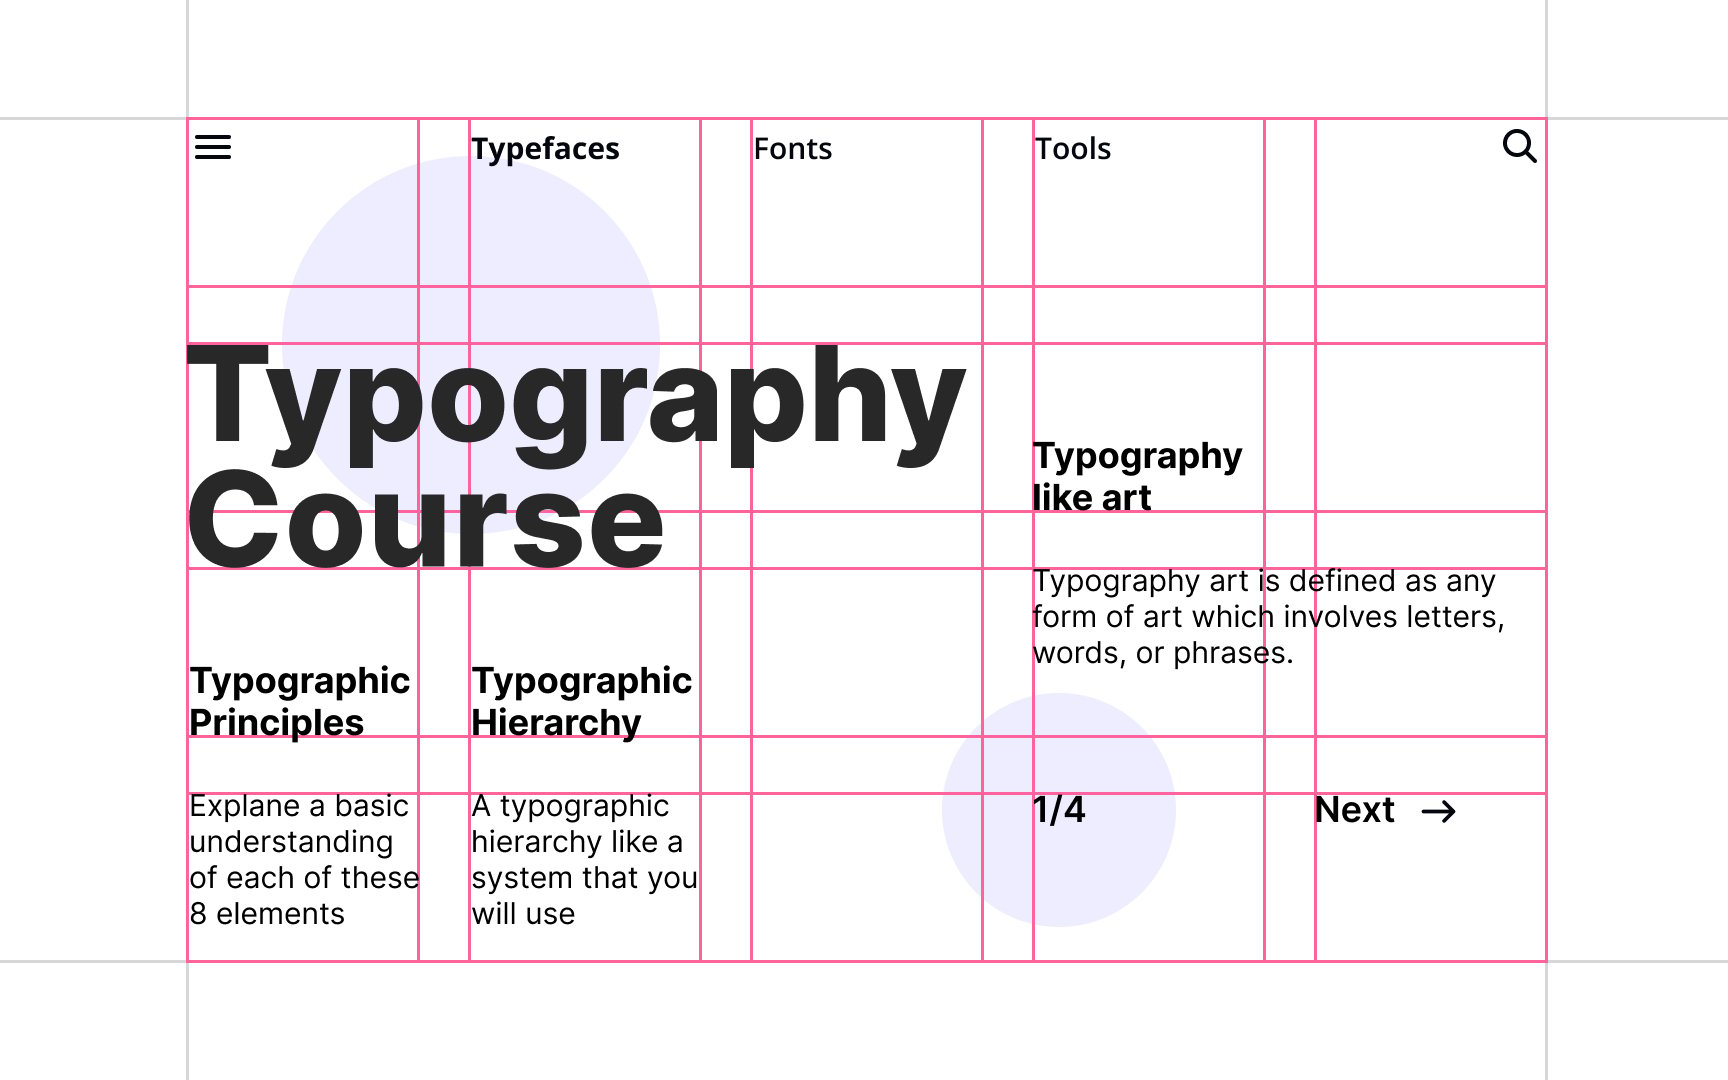 Typefaces
Fonts
Tools
Typography
Course
Typography
like art
Typography art is defined as any
form of art which involves letters,
words, or phrases.
Typographic
Principles
Explane a basic
understanding
of each of these
8 elements
Typographic
Hierarchy
A typographic
hierarchy like a
system that you
will use
1/4
Next →